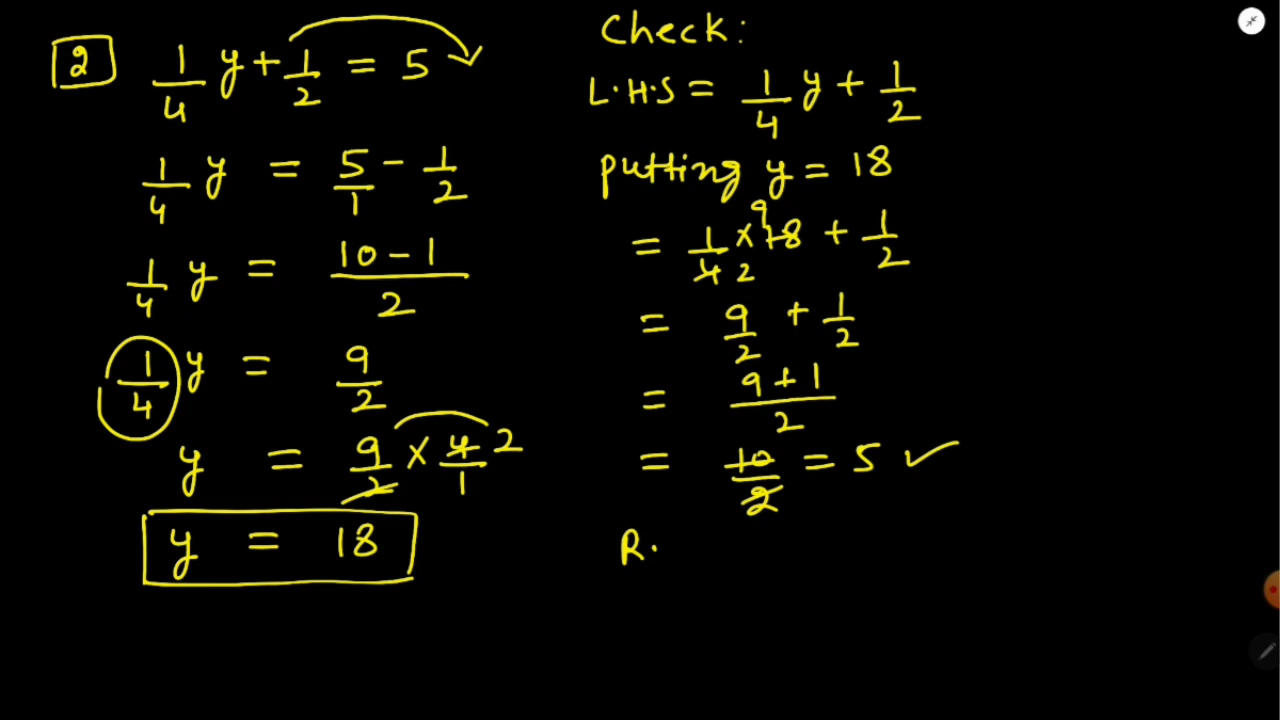 2 1/4 y + 1/2 = 5
1/4 y = 5/1 - 1/2
1/4 y = 10 - 1/2
1/4 y = 9/2
y = 9/2 × 4/1 2
y = 18
Check:
L.H.S = 1/4 y + 1/2
putting y = 18
= 1/4 2 × 18 9 + 1/2
= 9/2 + 1/2
= 9 + 1/2
= 10/2 = 5 ✓
R.